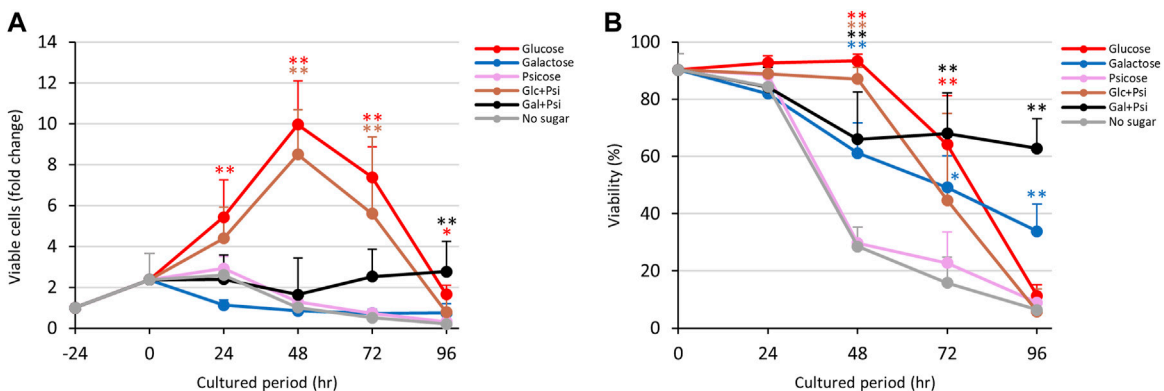 A
14
12
10
8
6
4
2
0
Viable cells (fold change)
-24 0 24 48 72 96
Cultured period (hr)
**
**
**
**
**
**
*
Glucose
Galactose
Psicose
Glc+Psi
Gal+Psi
No sugar
B
100
80
60
40
20
0
Viability (%)
0 24 48 72 96
Cultured period (hr)
**
**
**
**
**
**
*
**
**
Glucose
Galactose
Psicose
Glc+Psi
Gal+Psi
No sugar